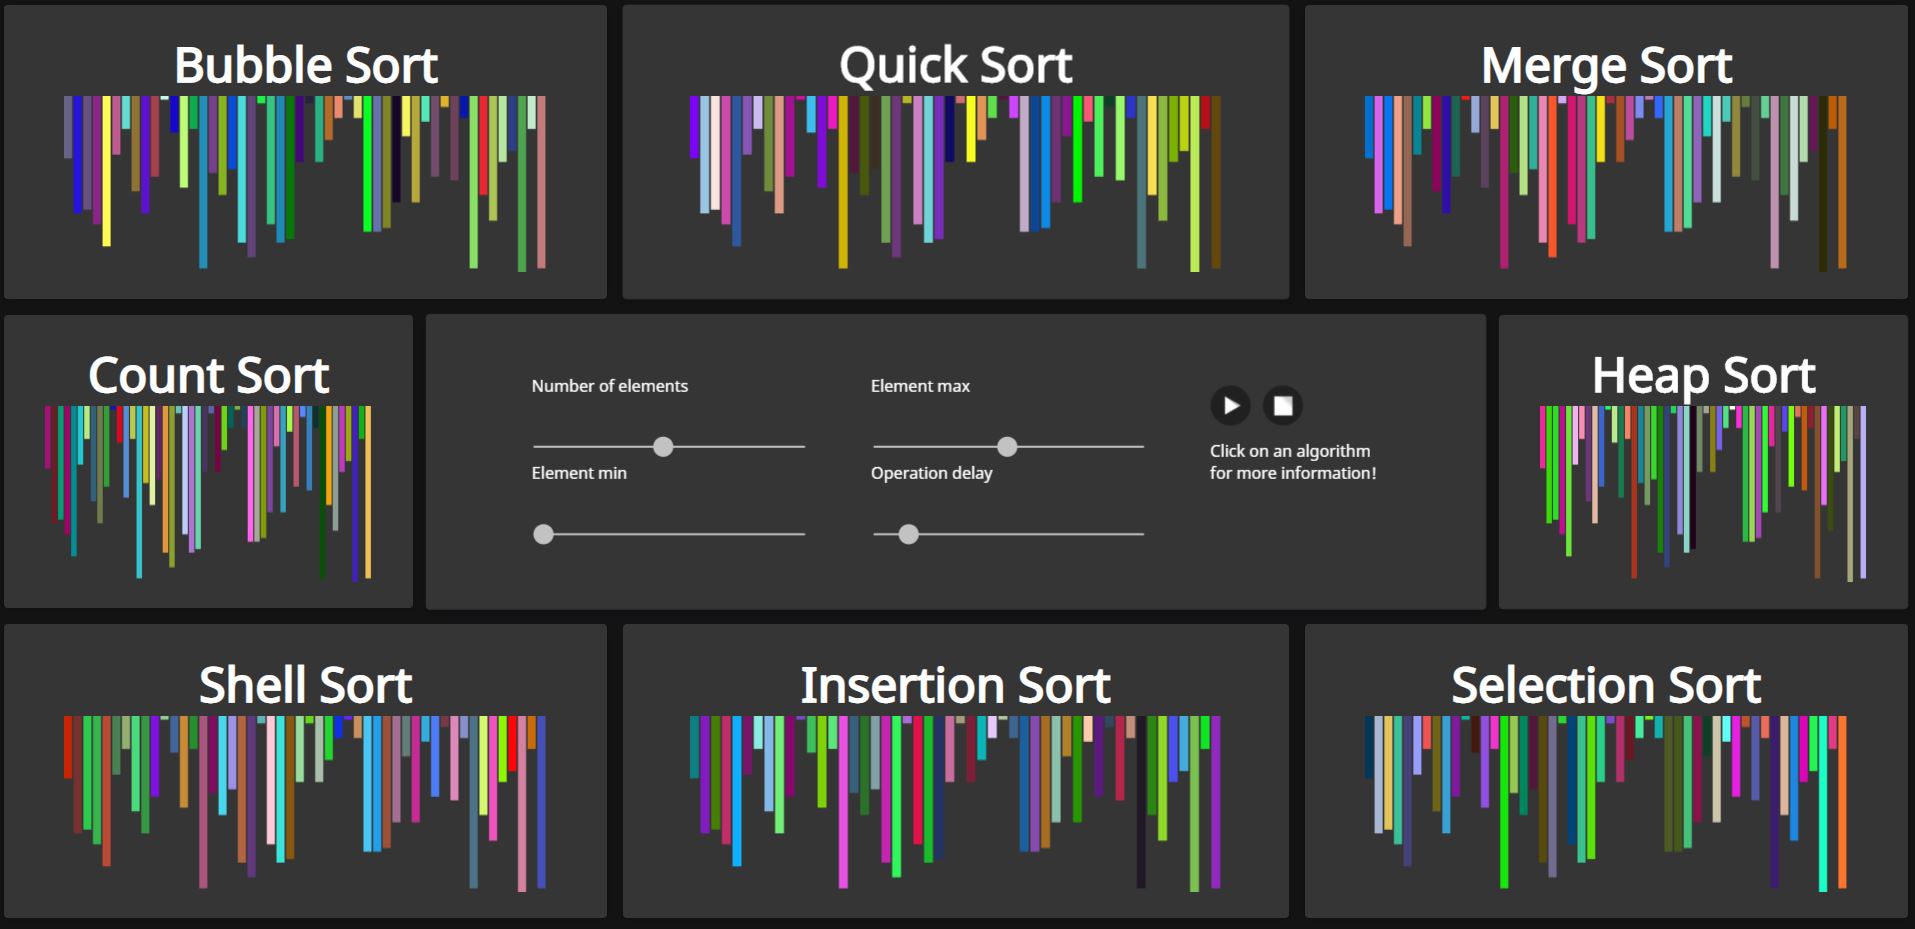 Bubble Sort
Quick Sort
Merge Sort
Count Sort
Number of elements
Element max
Element min
Operation delay
Click on an algorithm
for more information!
Heap Sort
Shell Sort
Insertion Sort
Selection Sort